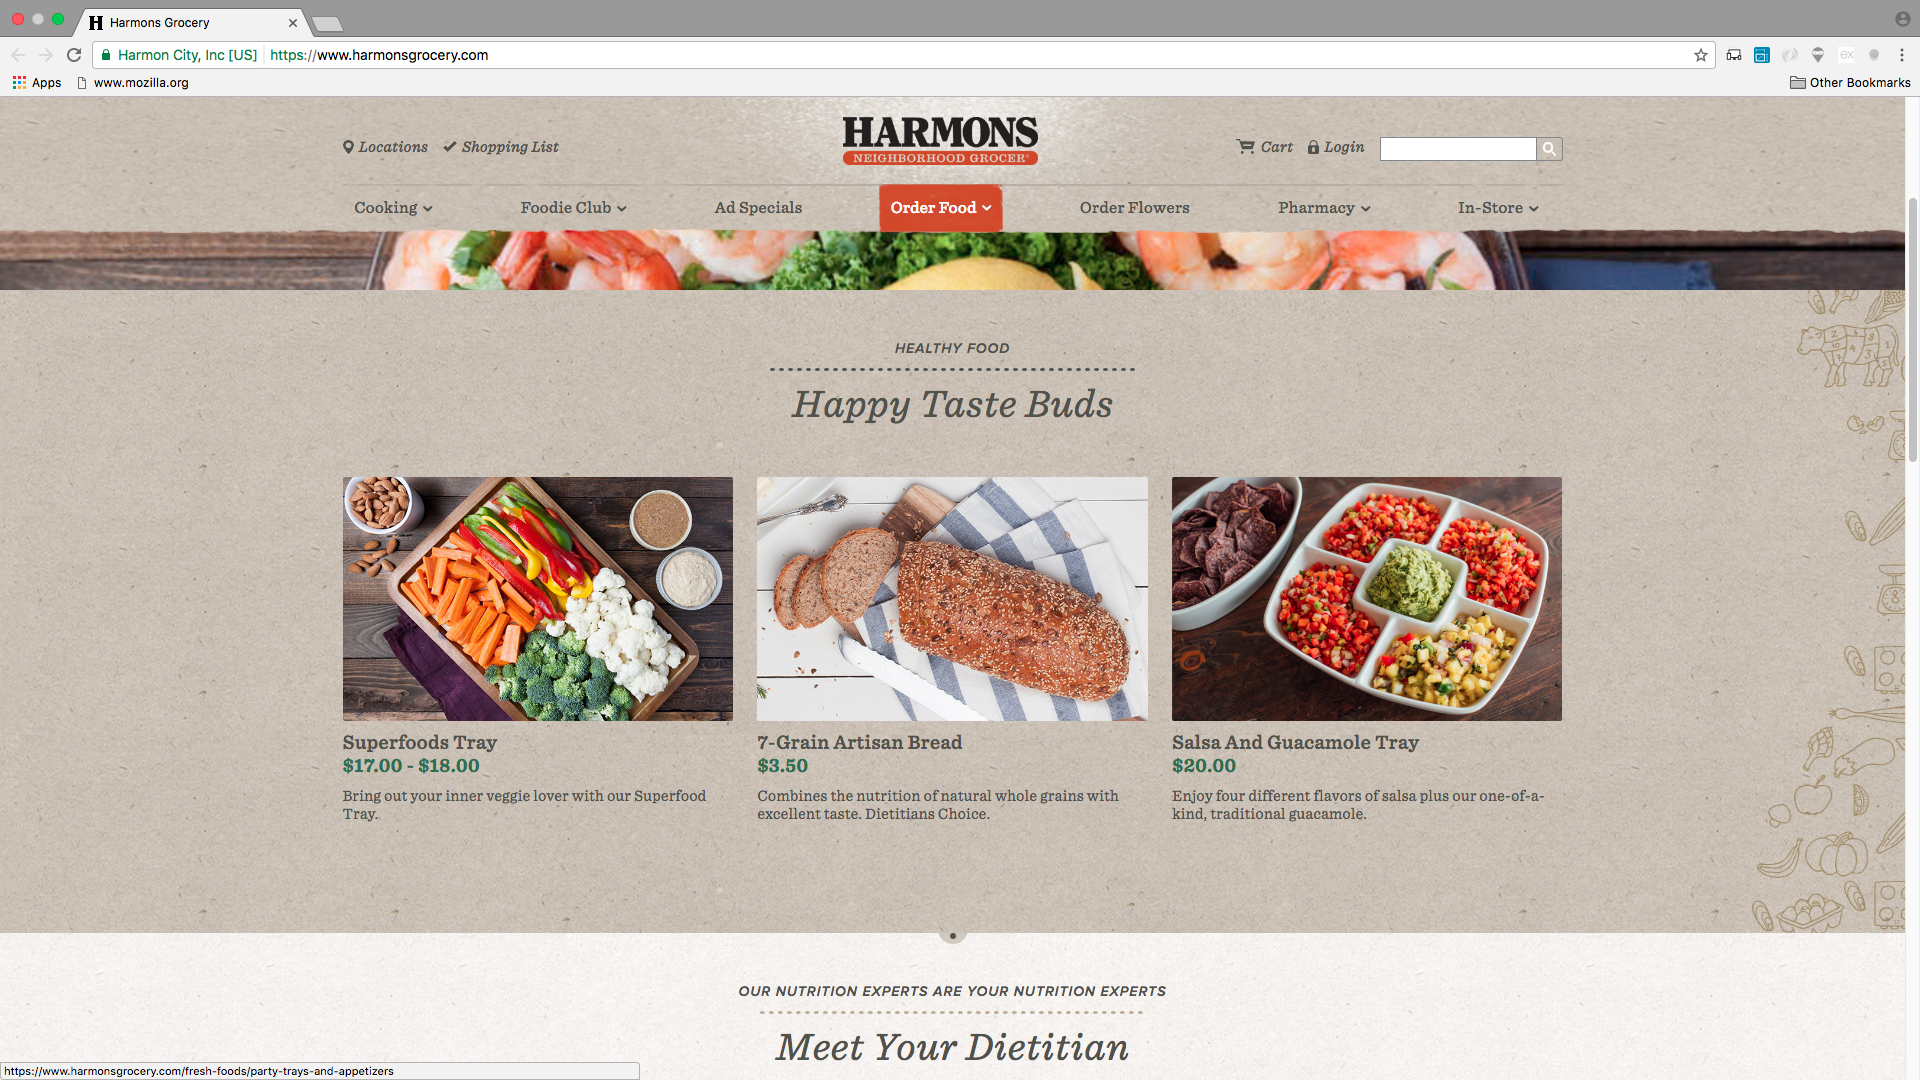 Harmons Grocery
Harmon City, Inc [US] https://www.harmonsgrocery.com
Apps www.mozilla.org Other Bookmarks
Locations Shopping List
HARMONS
NEIGHBORHOOD GROCER®
Cart Login
Cooking Foodie Club Ad Specials Order Food Order Flowers Pharmacy In-Store
HEALTHY FOOD
Happy Taste Buds
Superfoods Tray
$17.00 - $18.00
Bring out your inner veggie lover with our Superfood
Tray.
7-Grain Artisan Bread
$3.50
Combines the nutrition of natural whole grains with
excellent taste. Dietitians Choice.
Salsa And Guacamole Tray
$20.00
Enjoy four different flavors of salsa plus our one-of-a-
kind, traditional guacamole.
OUR NUTRITION EXPERTS ARE YOUR NUTRITION EXPERTS
Meet Your Dietitian
https://www.harmonsgrocery.com/fresh-foods/party-trays-and-appetizers